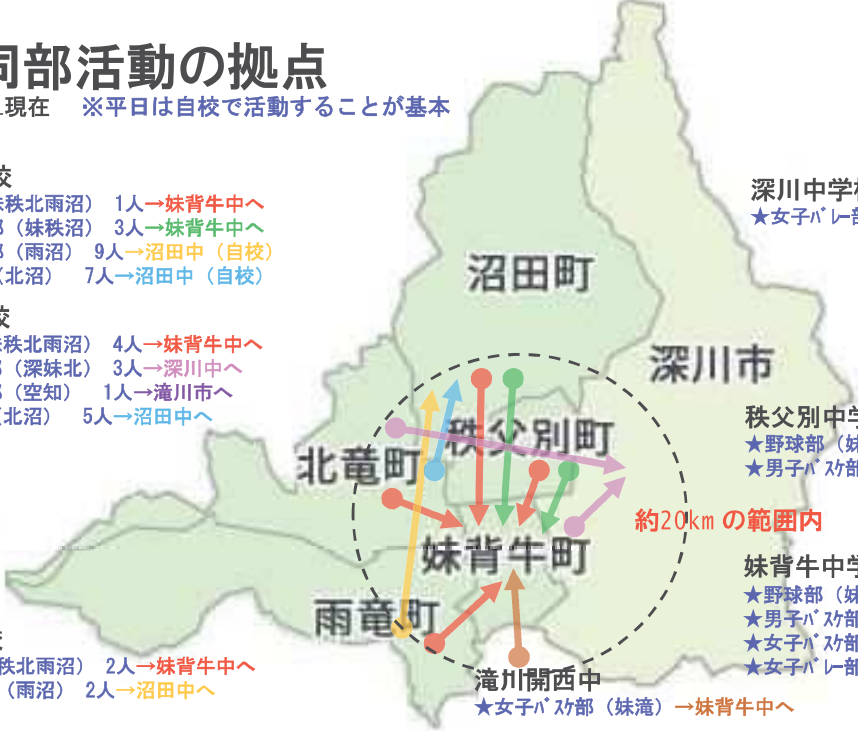 同部活動の拠点
現在　※平日は自校で活動することが基本
校
秩北雨沼） 1人→妹背牛中へ
（妹秩沼） 3人→妹背牛中へ
（雨沼） 9人→沼田中（自校）
（北沼） 7人→沼田中（自校）
校
秩北雨沼） 4人→妹背牛中へ
（深妹北） 3人→深川中へ
（空知） 1人→滝川市へ
（北沼） 5人→沼田中へ
秩北雨沼） 2人→妹背牛中へ
（雨沼） 2人→沼田中へ
沼田町
深川市
秩父別町
北竜町
妹背牛町
雨竜町
約20kmの範囲内
滝川開西中
★女子ﾊﾞｽｹ部（妹滝）→妹背牛中へ
深川中学校
★女子ﾊﾞﾚｰ部
秩父別中学
★野球部（妹
★男子ﾊﾞｽｹ部
妹背牛中学
★野球部（妹
★男子ﾊﾞｽｹ部
★女子ﾊﾞｽｹ部
★女子ﾊﾞﾚｰ部